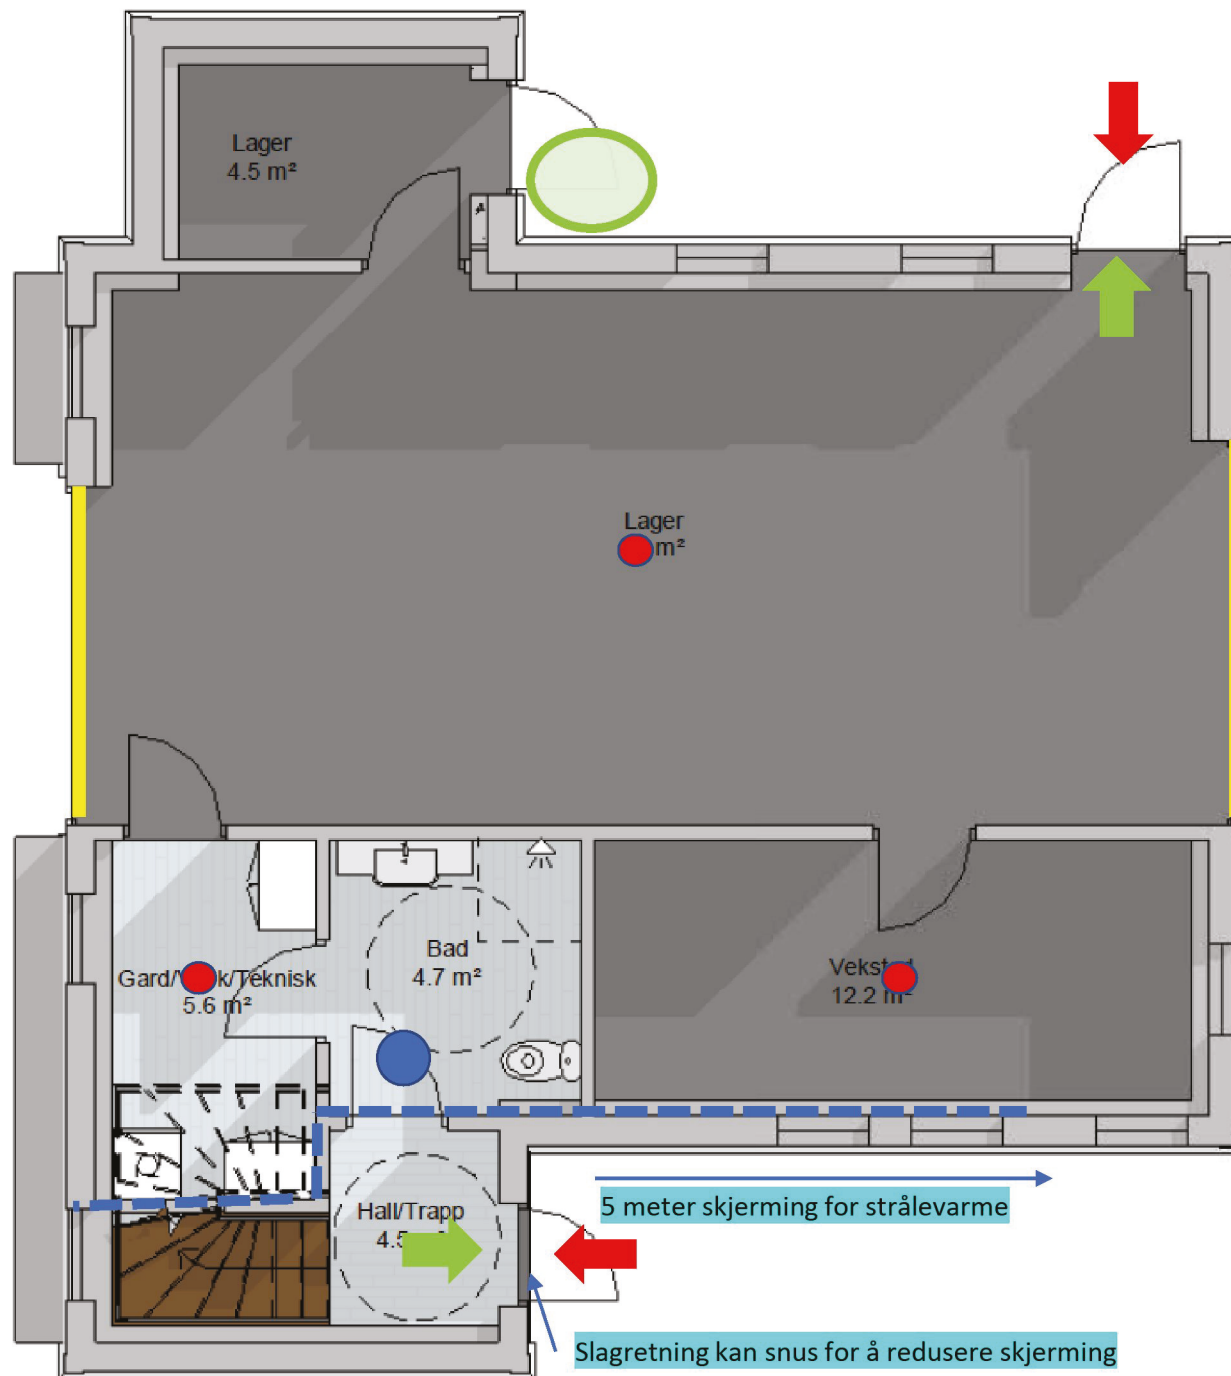 Lager
4.5 m²
Lager
m²
Bad
4.7 m²
Gard/ k/Teknisk
5.6 m²
Vekst
12.2 m²
5 meter skjerming for strålevarme
Hall/Trapp
4.5
Slagretning kan snus for å redusere skjerming